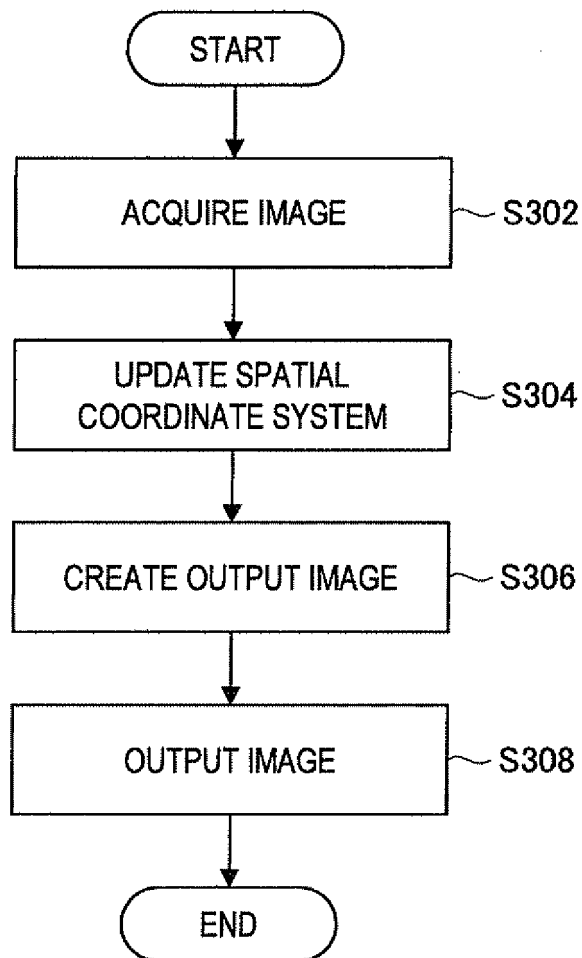 START
ACQUIRE IMAGE
S302
UPDATE SPATIAL
COORDINATE SYSTEM
S304
CREATE OUTPUT IMAGE
S306
OUTPUT IMAGE
S308
END